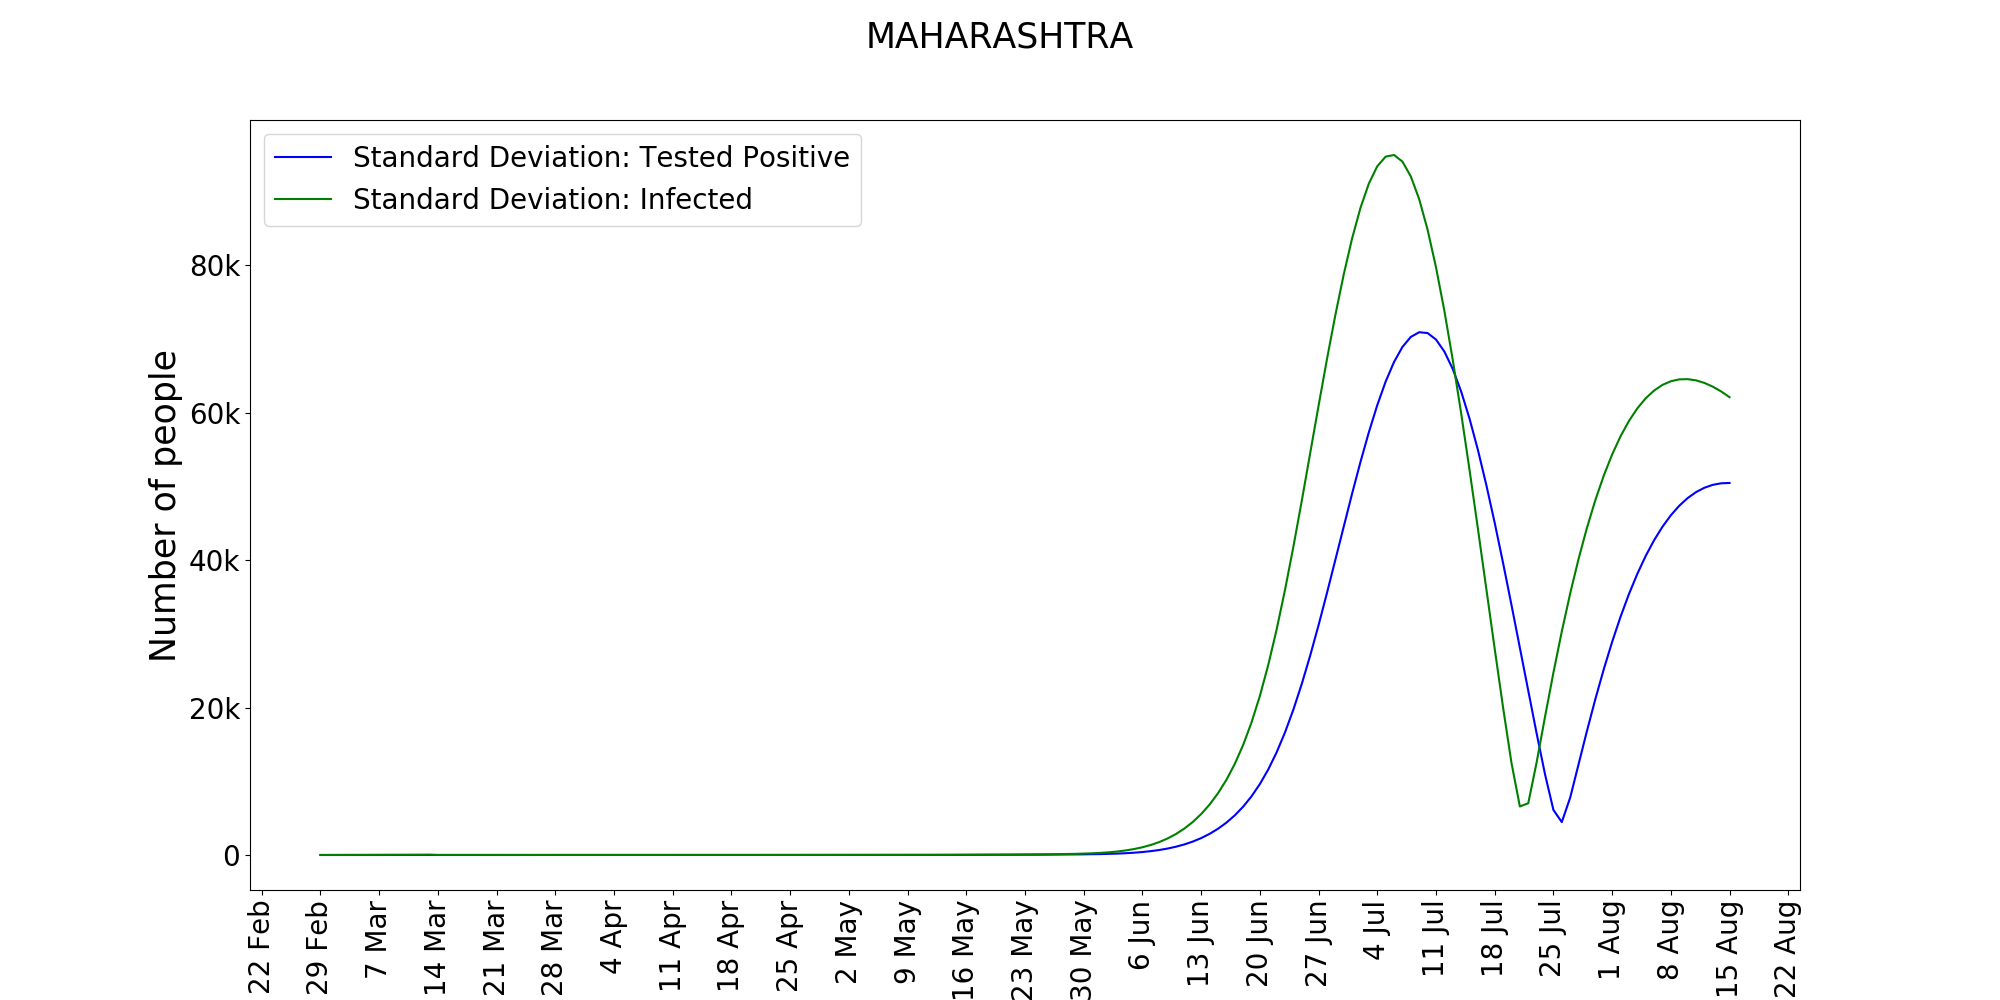 MAHARASHTRA
Standard Deviation: Tested Positive
Standard Deviation: Infected
Number of people
80k
60k
40k
20k
0
22 Feb
29 Feb
7 Mar
14 Mar
21 Mar
28 Mar
4 Apr
11 Apr
18 Apr
25 Apr
2 May
9 May
16 May
23 May
30 May
6 Jun
13 Jun
20 Jun
27 Jun
4 Jul
11 Jul
18 Jul
25 Jul
1 Aug
8 Aug
15 Aug
22 Aug